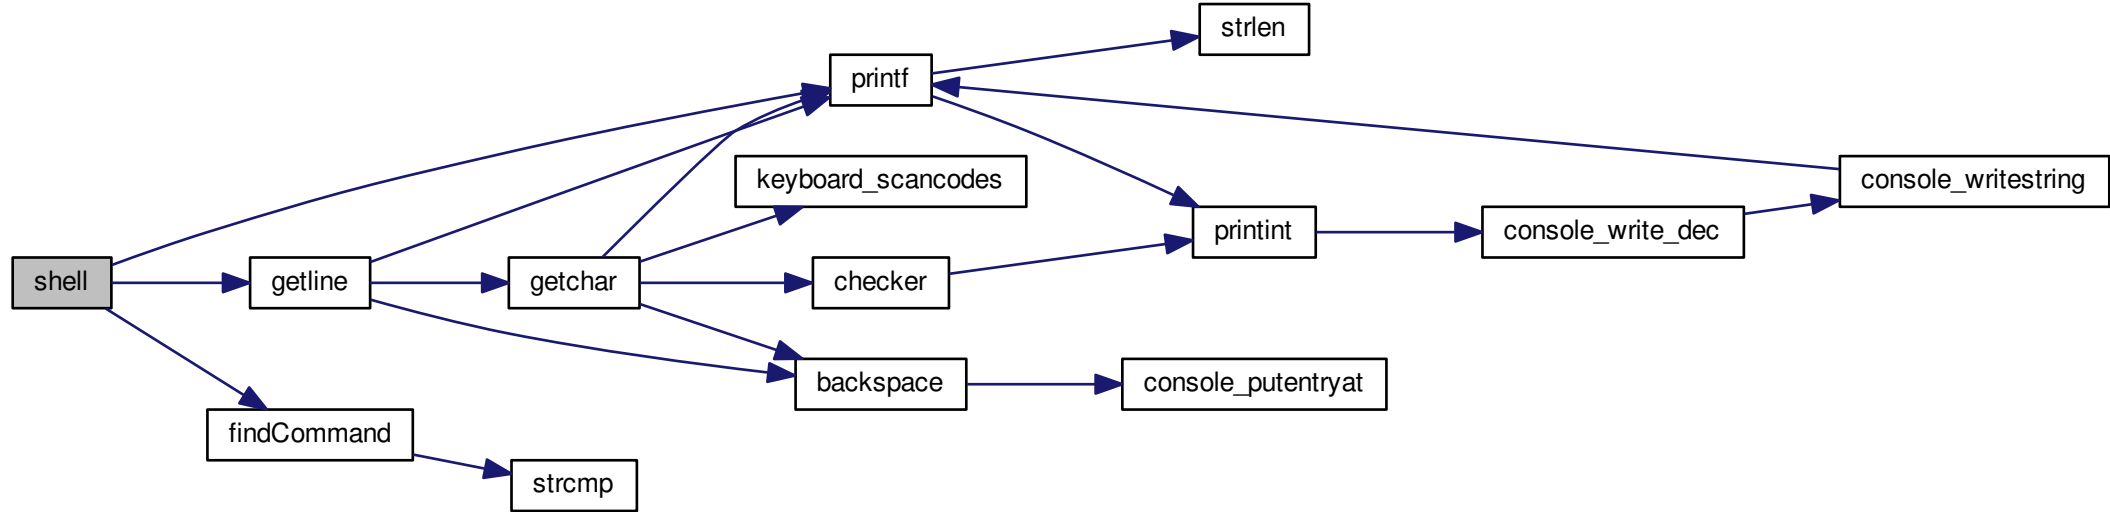 strlen
printf
keyboard_scancodes
console_writestring
printint
console_write_dec
shell
getline
getchar
checker
backspace
console_putentryat
findCommand
strcmp